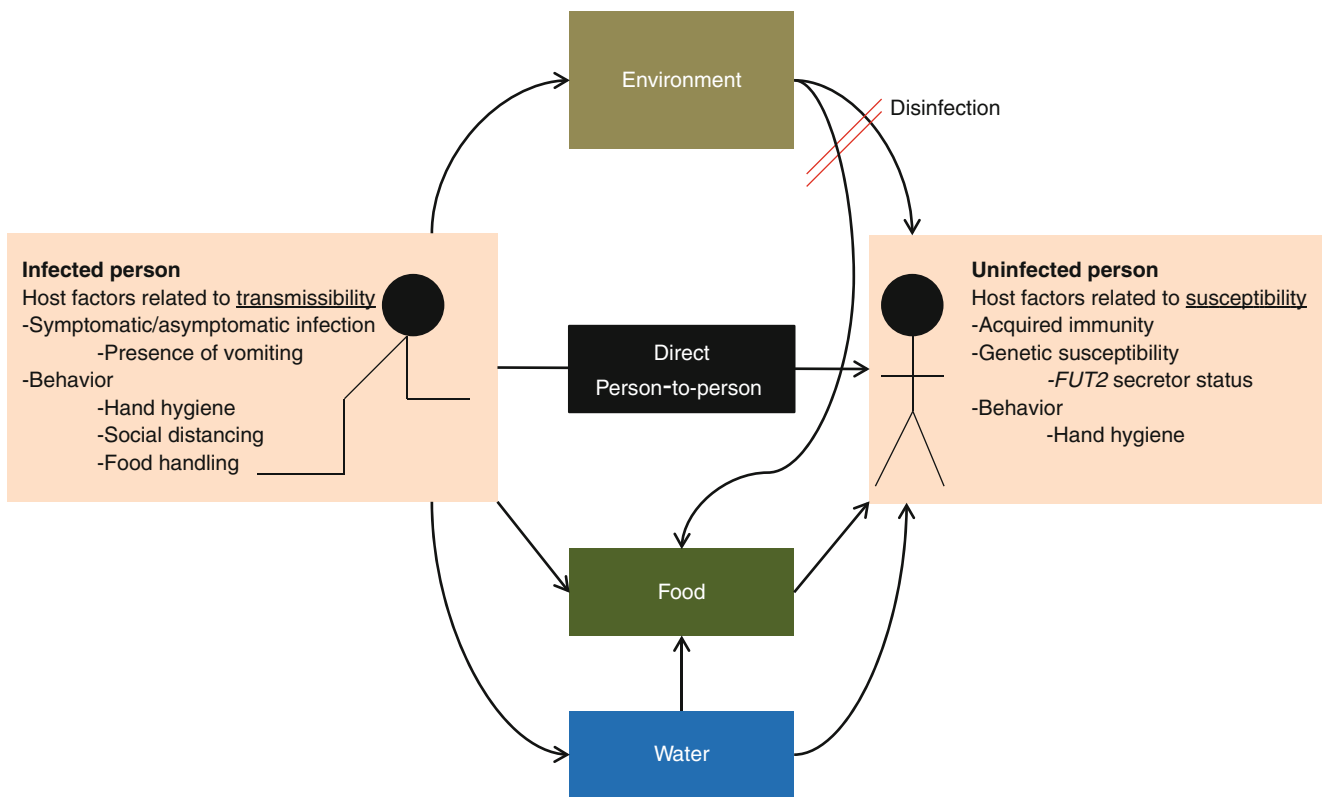 Environment
Disinfection
Infected person
Host factors related to transmissibility
-Symptomatic/asymptomatic infection
-Presence of vomiting
-Behavior
-Hand hygiene
-Social distancing
-Food handling
Direct
Person-to-person
Uninfected person
Host factors related to susceptibility
-Acquired immunity
-Genetic susceptibility
-FUT2 secretor status
-Behavior
-Hand hygiene
Food
Water